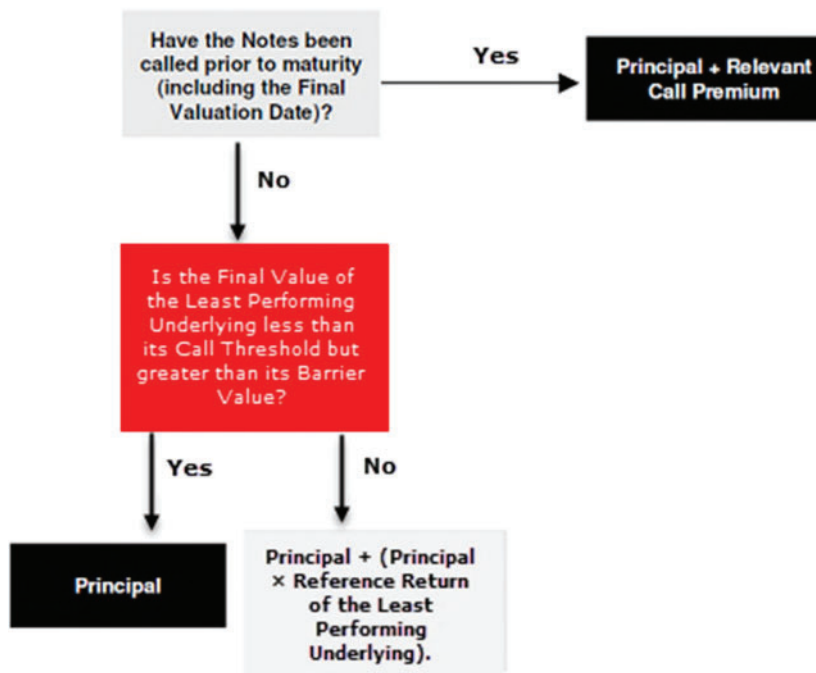 Have the Notes been
called prior to maturity
(including the Final
Valuation Date)?
Yes
Principal + Relevant
Call Premium
No
Is the Final Value of
the Least Performing
Underlying less than
its Call Threshold but
greater than its Barrier
Value?
Yes
No
Principal
Principal + (Principal
× Reference Return
of the Least
Performing
Underlying).